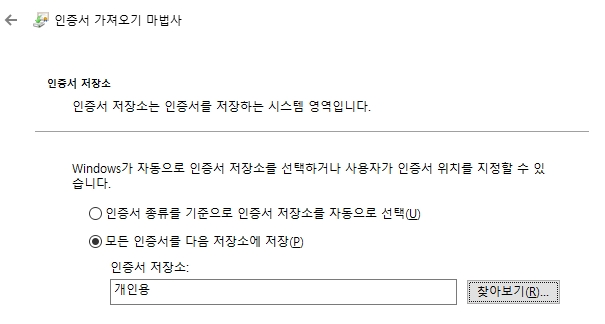 인증서 가져오기 마법사
인증서 저장소
인증서 저장소는 인증서를 저장하는 시스템 영역입니다.
Windows가 자동으로 인증서 저장소를 선택하거나 사용자가 인증서 위치를 지정할 수 있
습니다.
인증서 종류를 기준으로 인증서 저장소를 자동으로 선택(U)
모든 인증서를 다음 저장소에 저장(P)
인증서 저장소:
개인용
찾아보기(R)...